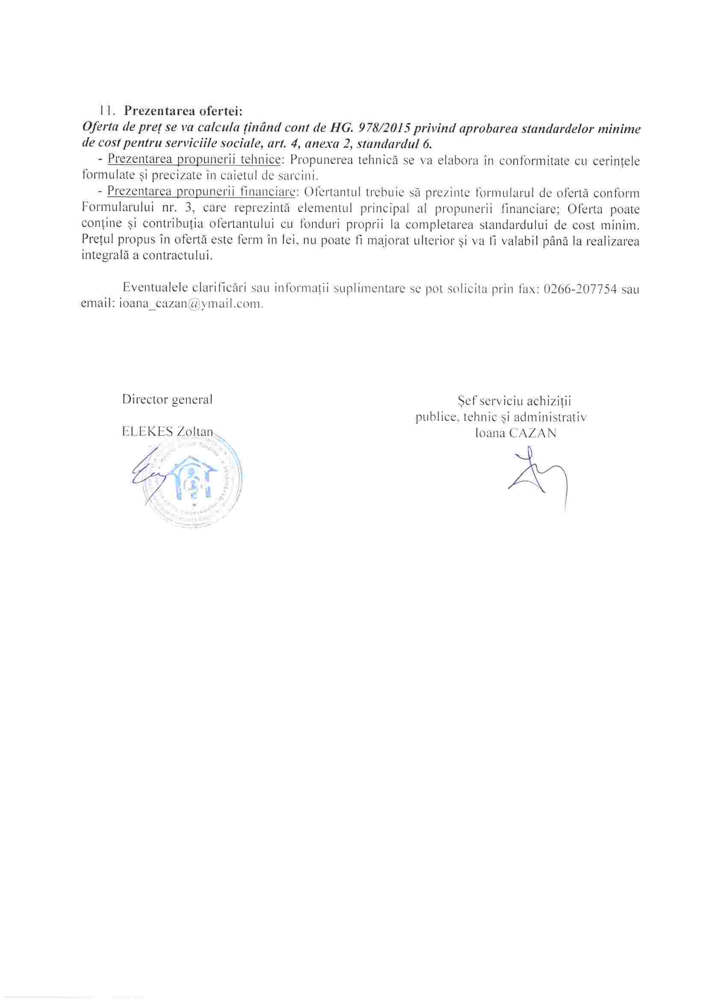 11. Prezentarea ofertei:
Oferta de preț se va calcula ținând cont de HG. 978/2015 privind aprobarea standardelor minime
de cost pentru serviciile sociale, art. 4, anexa 2, standardul 6.
- Prezentarea propunerii tehnice: Propunerea tehnică se va elabora în conformitate cu cerințele
formulate și precizate în caietul de sarcini.
- Prezentarea propunerii financiare: Ofertantul trebuie să prezinte formularul de ofertă conform
Formularului nr. 3, care reprezintă elementul principal al propunerii financiare; Oferta poate
conține și contribuția ofertantului cu fonduri proprii la completarea standardului de cost minim.
Prețul propus în ofertă este ferm în lei, nu poate fi majorat ulterior și va fi valabil până la realizarea
integrală a contractului.
Eventualele clarificări sau informații suplimentare se pot solicita prin fax: 0266-207754 sau
email: ioana_cazan@ymail.com.
Director general
ELEKES Zoltan
Șef serviciu achiziții
publice, tehnic și administrativ
Ioana CAZAN